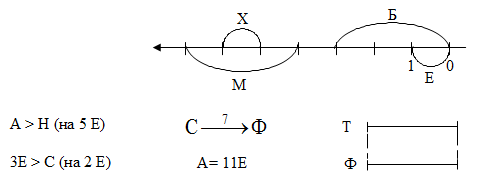 Х Б
1 0
М Е
А > Н (на 5 Е) С 7 Ф Т
3Е > С (на 2 Е) А= 11Е Ф